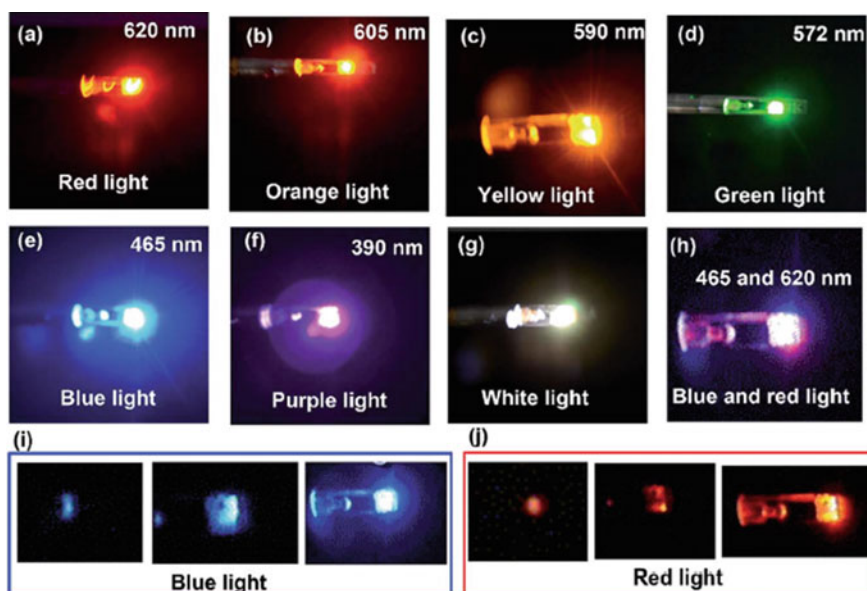 (a) 620 nm
Red light
(b) 605 nm
Orange light
(c) 590 nm
Yellow light
(d) 572 nm
Green light
(e) 465 nm
Blue light
(f) 390 nm
Purple light
(g)
White light
(h)
465 and 620 nm
Blue and red light
(i)
Blue light
(j)
Red light